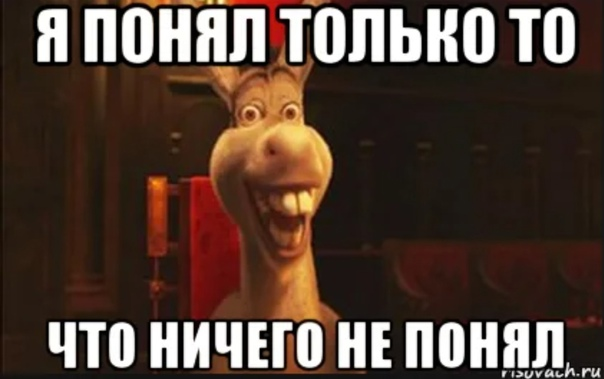 Я ПОНЯЛ ТОЛЬКО ТО
ЧТО НИЧЕГО НЕ ПОНЯЛ
risovach.ru